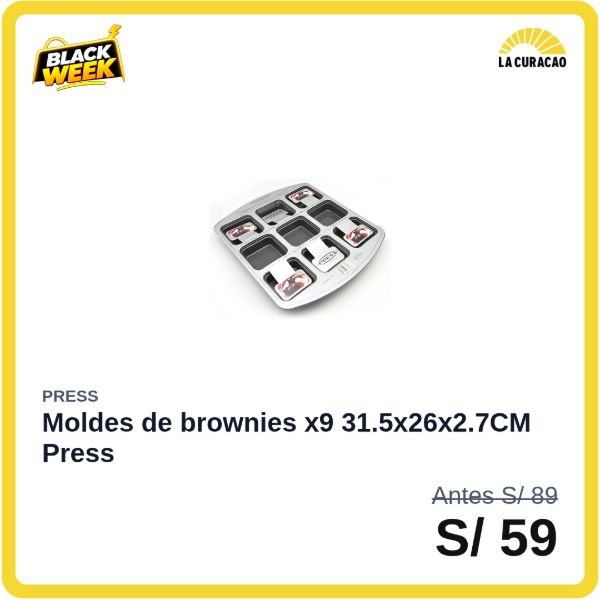 BLACK
WEEK
LA CURACAO
PRESS
Moldes de brownies x9 31.5x26x2.7CM
Press
Antes S/ 89
S/ 59